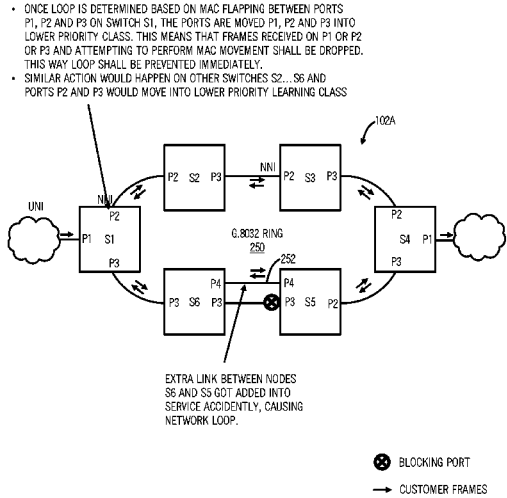 • ONCE LOOP IS DETERMINED BASED ON MAC FLAPPING BETWEEN PORTS
P1, P2 AND P3 ON SWITCH S1, THE PORTS ARE MOVED P1, P2 AND P3 INTO
LOWER PRIORITY CLASS. THIS MEANS THAT FRAMES RECEIVED ON P1 OR P2
OR P3 AND ATTEMPTING TO PERFORM MAC MOVEMENT SHALL BE DROPPED.
THIS WAY LOOP SHALL BE PREVENTED IMMEDIATELY.
• SIMILAR ACTION WOULD HAPPEN ON OTHER SWITCHES S2...S6 AND
PORTS P2 AND P3 WOULD MOVE INTO LOWER PRIORITY LEARNING CLASS
102A
P2 S2 P3
NNI
P2 S3 P3
UNI
NNI
P2
P1 S1
P3
G.8032 RING
250
P2
S4 P1
P3
252
P4
P3 S6 P3
P4
P3 S5 P2
EXTRA LINK BETWEEN NODES
S6 AND S5 GOT ADDED INTO
SERVICE ACCIDENTLY, CAUSING
NETWORK LOOP.
BLOCKING PORT
CUSTOMER FRAMES